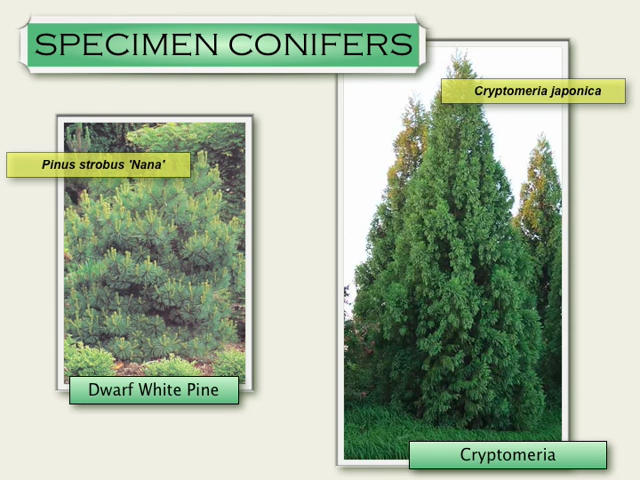 SPECIMEN CONIFERS
Cryptomeria japonica
Pinus strobus 'Nana'
Dwarf White Pine
Cryptomeria